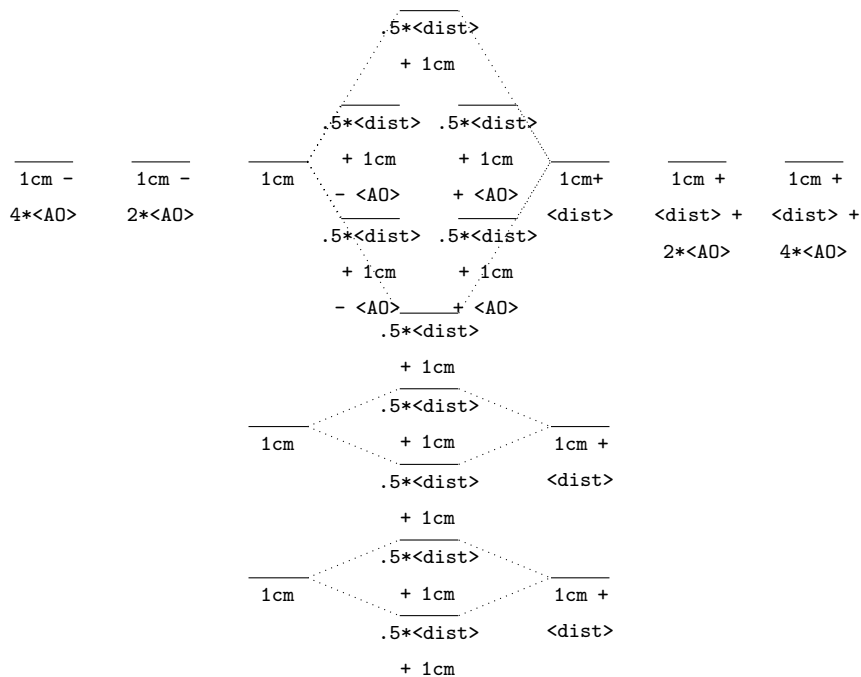 .5*<dist>
+ 1cm
.5*<dist>
+ 1cm
- <AO>
.5*<dist>
+ 1cm
+ <AO>
1cm -
4*<AO>
1cm -
2*<AO>
1cm
1cm+
<dist>
1cm +
<dist> +
2*<AO>
1cm +
<dist> +
4*<AO>
.5*<dist>
+ 1cm
- <AO>
.5*<dist>
+ 1cm
+ <AO>
.5*<dist>
+ 1cm
.5*<dist>
+ 1cm
1cm
1cm +
<dist>
.5*<dist>
+ 1cm
.5*<dist>
+ 1cm
1cm
1cm +
<dist>
.5*<dist>
+ 1cm